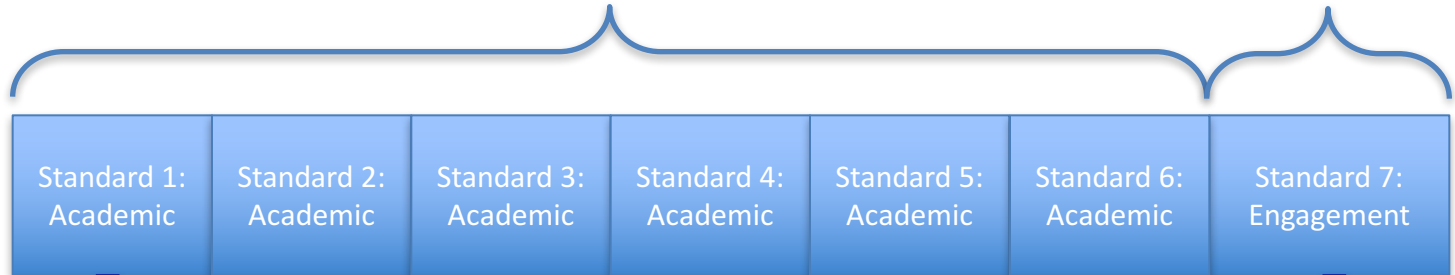 Standard 1:
Academic
Standard 2:
Academic
Standard 3:
Academic
Standard 4:
Academic
Standard 5:
Academic
Standard 6:
Academic
Standard 7:
Engagement